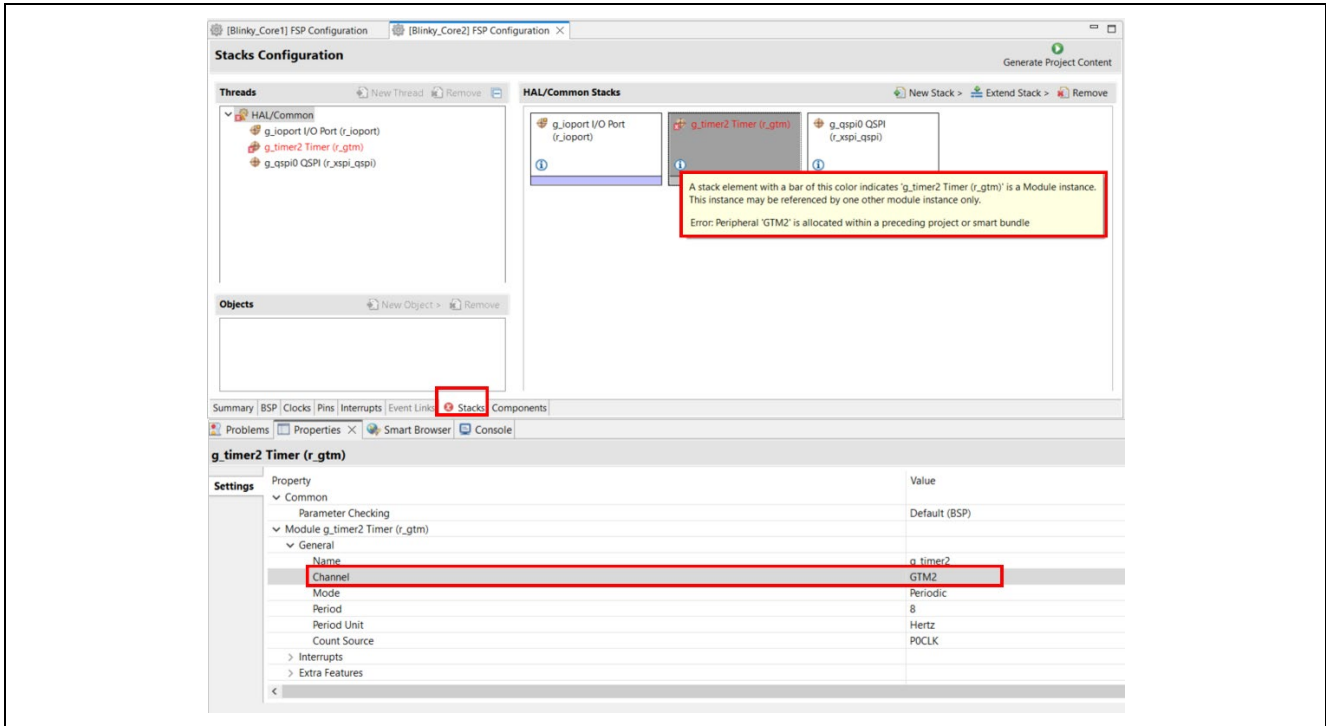 [Blinky_Core1] FSP Configuration
[Blinky_Core2] FSP Configuration
Stacks Configuration
Generate Project Content
Threads
New Thread Remove
HAL/Common
g_ioport I/O Port (r_ioport)
g_timer2 Timer (r_gtm)
g_qspi0 QSPI (r_xspi_qspi)
HAL/Common Stacks
New Stack > Extend Stack > Remove
g_ioport I/O Port
(r_ioport)
g_timer2 Timer (r_gtm)
g_qspi0 QSPI
(r_xspi_qspi)
A stack element with a bar of this color indicates 'g_timer2 Timer (r_gtm)' is a Module instance.
This instance may be referenced by one other module instance only.
Error: Peripheral 'GTM2' is allocated within a preceding project or smart bundle
Objects
New Object > Remove
Summary BSP Clocks Pins Interrupts Event Links Stacks Components
Problems Properties Smart Browser Console
g_timer2 Timer (r_gtm)
Settings
Property Value
Common
Parameter Checking Default (BSP)
Module g_timer2 Timer (r_gtm)
General
Name g_timer2
Channel GTM2
Mode Periodic
Period 8
Period Unit Hertz
Count Source P0CLK
Interrupts
Extra Features